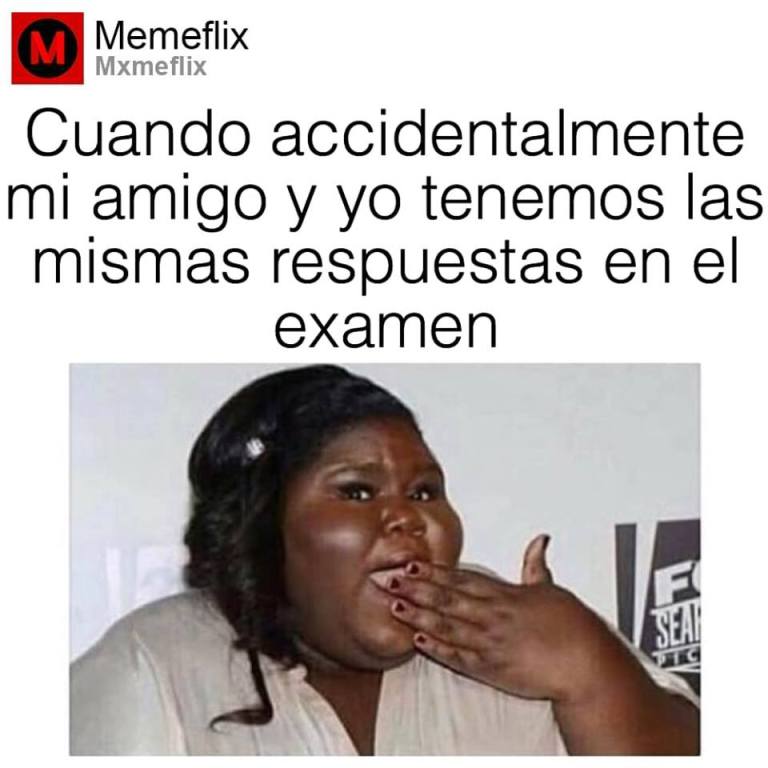 M
Memeflix
Mxmeflix
Cuando accidentalmente
mi amigo y yo tenemos las
mismas respuestas en el
examen